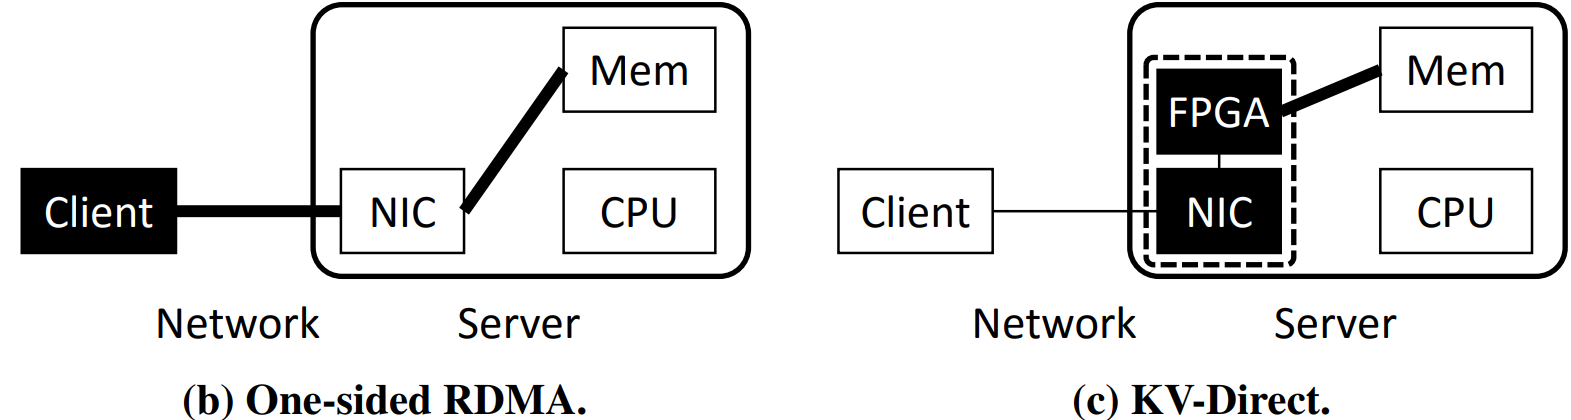 Mem
Client
NIC
CPU
Network
Server
(b) One-sided RDMA.
Mem
FPGA
Client
NIC
CPU
Network
Server
(c) KV-Direct.